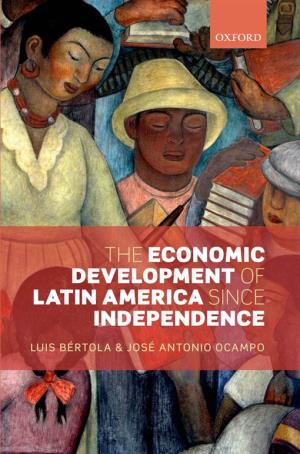 OXFORD
THE ECONOMIC
DEVELOPMENT OF
LATIN AMERICA SINCE
INDEPENDENCE
LUIS BÉRTOLA & JOSÉ ANTONIO OCAMPO